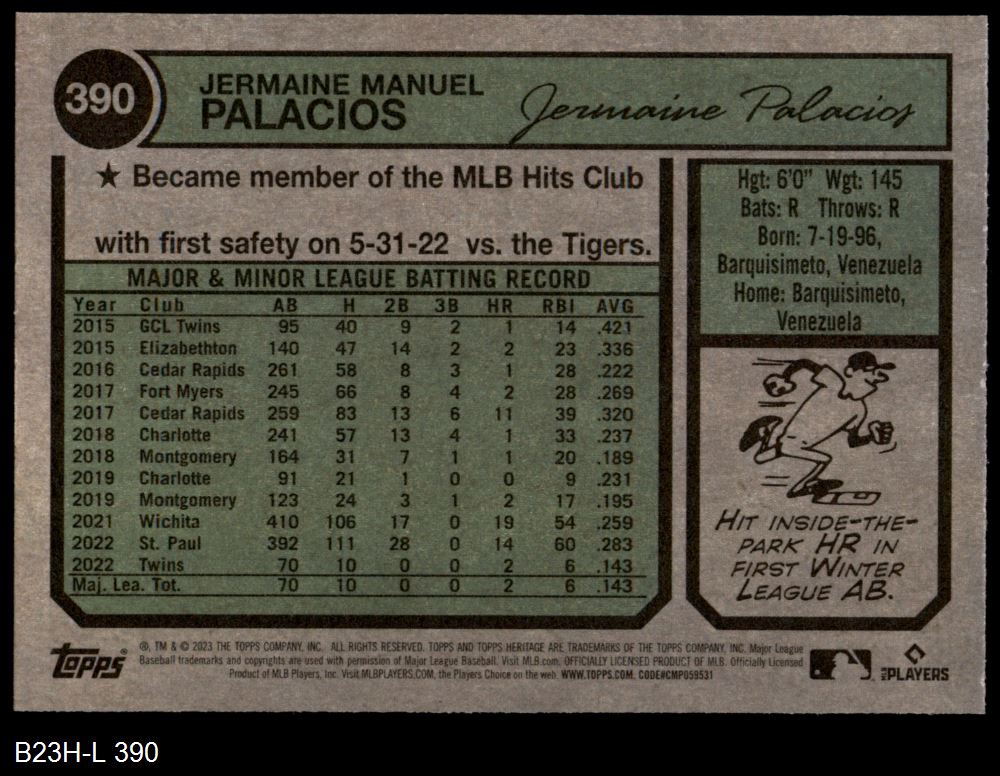 390
JERMAINE MANUEL
PALACIOS
Jermaine Palacios
★ Became member of the MLB Hits Club
with first safety on 5-31-22 vs. the Tigers.
MAJOR & MINOR LEAGUE BATTING RECORD
Year Club AB H 2B 3B HR RBI AVG
2015 GCL Twins 95 40 9 2 1 14 .421
2015 Elizabethton 140 47 14 2 2 23 .336
2016 Cedar Rapids 261 58 8 3 1 28 .222
2017 Fort Myers 245 66 8 4 2 28 .269
2017 Cedar Rapids 259 83 13 6 11 39 .320
2018 Charlotte 241 57 13 4 1 33 .237
2018 Montgomery 164 31 7 1 1 20 .189
2019 Charlotte 91 21 1 0 0 9 .231
2019 Montgomery 123 24 3 1 2 17 .195
2021 Wichita 410 106 17 0 19 54 .259
2022 St. Paul 392 111 28 0 14 60 .283
2022 Twins 70 10 0 0 2 6 .143
Maj. Lea. Tot. 70 10 0 0 2 6 .143
Hgt: 6'0" Wgt: 145
Bats: R Throws: R
Born: 7-19-96,
Barquisimeto, Venezuela
Home: Barquisimeto,
Venezuela
HIT INSIDE-THE-
PARK HR IN
FIRST WINTER
LEAGUE AB.
Topps
®, TM & © 2023 THE TOPPS COMPANY, INC. ALL RIGHTS RESERVED. TOPPS AND TOPPS HERITAGE ARE TRADEMARKS OF THE TOPPS COMPANY, INC. Major League
Baseball trademarks and copyrights are used with permission of Major League Baseball. Visit MLB.com. OFFICIALLY LICENSED PRODUCT OF MLB. Officially Licensed
Product of MLB Players, Inc. Visit MLBPLAYERS.COM, the Players Choice on the web. WWW.TOPPS.COM. CODE#CMP059531
MLB PLAYERS
B23H-L 390